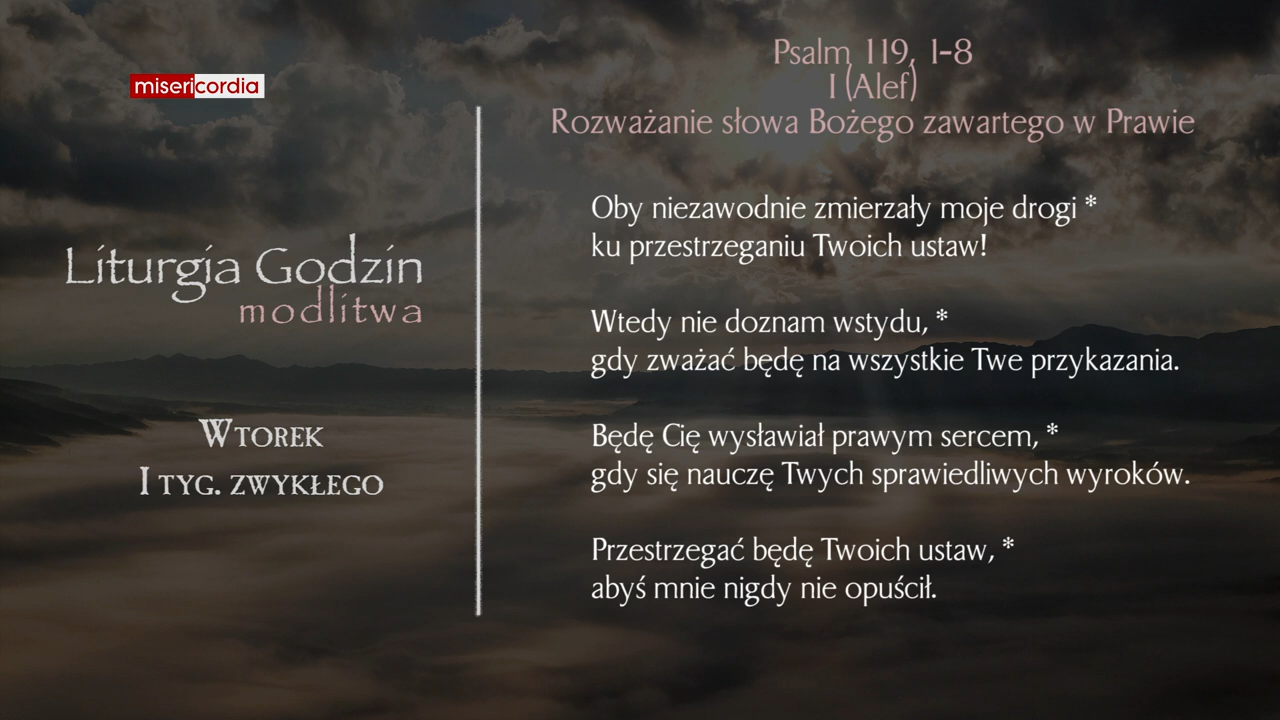 misericordia
Liturgia Godzin
modlitwa
Wtorek
I tyg. zwykłego
Psalm 119, 1-8
I (Alef)
Rozważanie słowa Bożego zawartego w Prawie
Oby niezawodnie zmierzały moje drogi *
ku przestrzeganiu Twoich ustaw!
Wtedy nie doznam wstydu, *
gdy zważać będę na wszystkie Twe przykazania.
Będę Cię wysławiał prawym sercem, *
gdy się nauczę Twych sprawiedliwych wyroków.
Przestrzegać będę Twoich ustaw, *
abyś mnie nigdy nie opuścił.